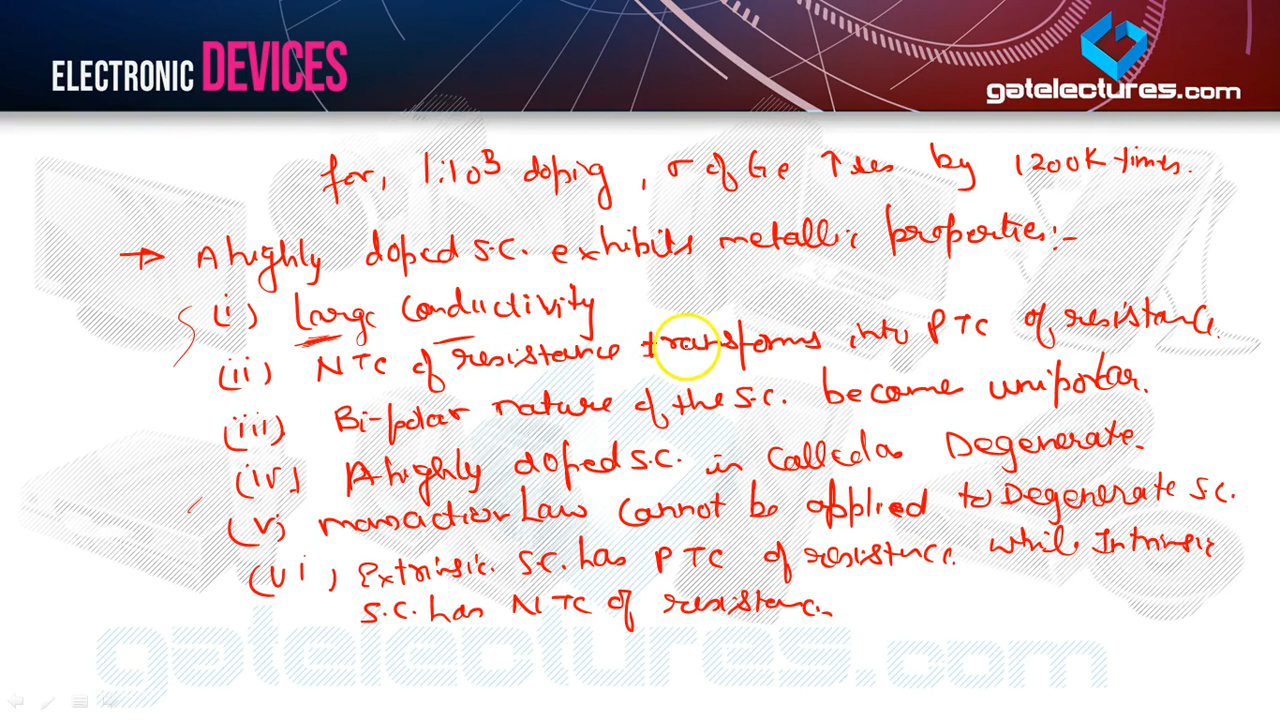 ELECTRONIC DEVICES
gatelectures.com
for, 1:10³ doping, σ of Ge ↑ses by 1200K times.
→ A highly doped S.C. exhibits metallic properties:-
(i) Large conductivity
(ii) NTC of resistance transforms into PTC of resistance.
(iii) Bi-polar nature of the S.C. become unipolar.
(iv) A highly doped S.C. in called as Degenerate.
(v) massaction Law cannot be applied to Degenerate S.C.
(vi) Extrinsic S.C. has PTC of resistance. while Intrinsic
S.C. has NTC of resistance.
gatelectures.com